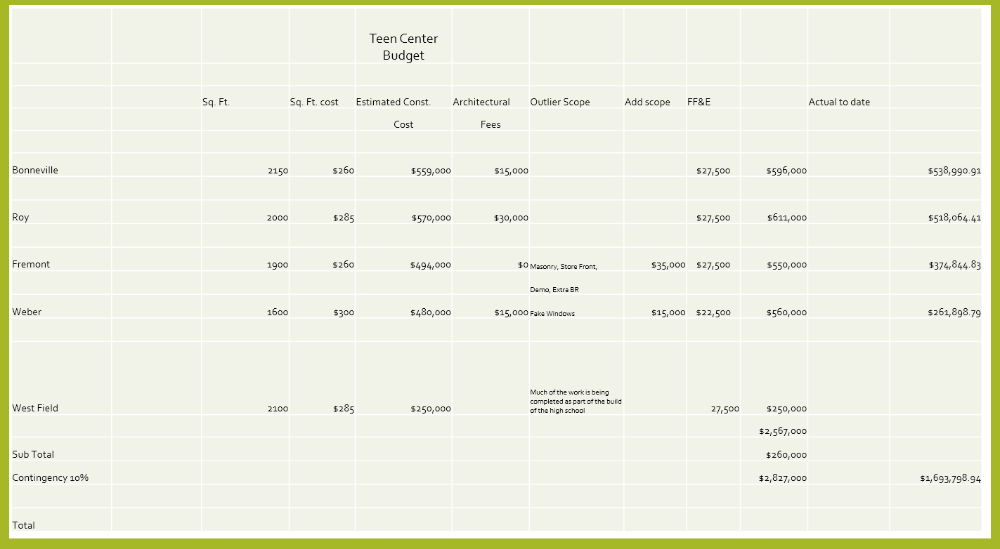 Teen Center
Budget
Sq. Ft. Sq. Ft. cost Estimated Const. Architectural Outlier Scope Add scope FF&E Actual to date
Cost Fees
Bonneville 2150 $260 $559,000 $15,000 $27,500 $596,000 $538,990.91
Roy 2000 $285 $570,000 $30,000 $27,500 $611,000 $518,064.41
Fremont 1900 $260 $494,000 $0 Masonry, Store Front, $35,000 $27,500 $550,000 $374,844.83
Demo, Extra BR
Weber 1600 $300 $480,000 $15,000 Fake Windows $15,000 $22,500 $560,000 $261,898.79
Much of the work is being
completed as part of the build
West Field 2100 $285 $250,000 of the high school 27,500 $250,000
$2,567,000
Sub Total $260,000
Contingency 10% $2,827,000 $1,693,798.94
Total